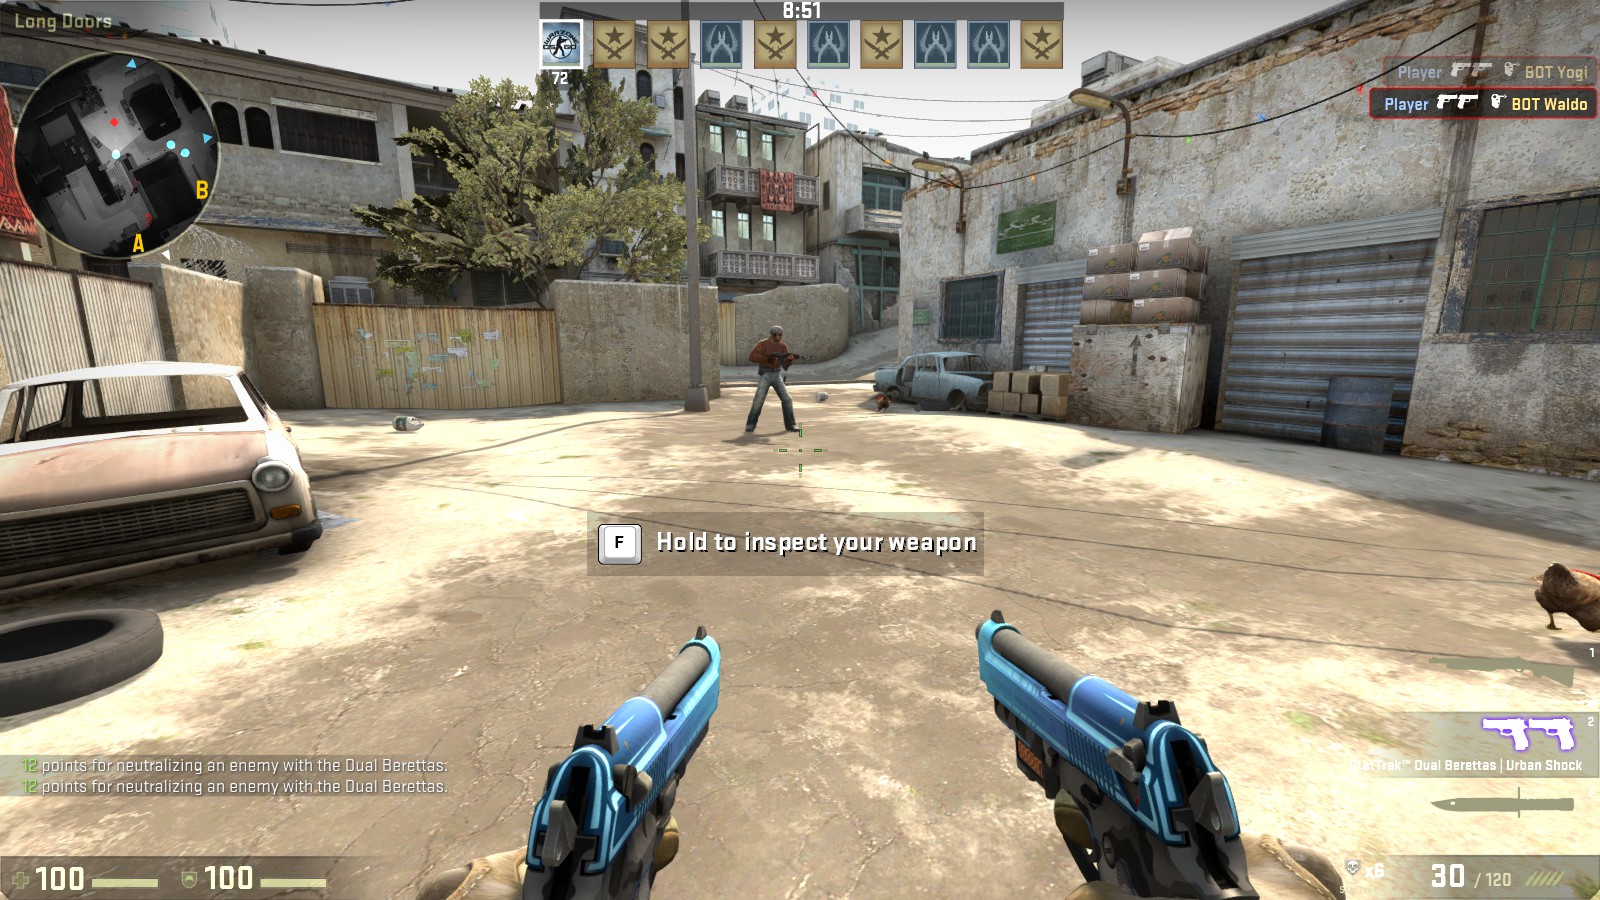 Long Doors
8:51
72
Player BOT Yogi
Player BOT Waldo
B
A
F Hold to inspect your weapon
1
2
StatTrak™ Dual Berettas | Urban Shock
12 points for neutralizing an enemy with the Dual Berettas.
12 points for neutralizing an enemy with the Dual Berettas.
100 100
x6
30 / 120